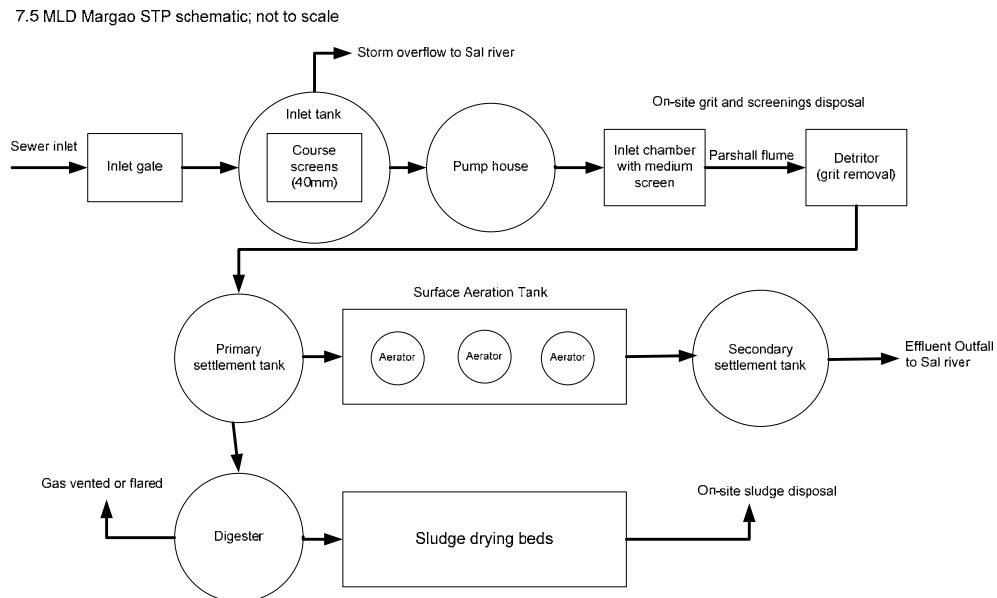 7.5 MLD Margao STP schematic; not to scale
Storm overflow to Sal river
Inlet tank
On-site grit and screenings disposal
Sewer inlet
Inlet gate
Course
screens
(40mm)
Pump house
Inlet chamber
with medium
screen
Parshall flume
Detritor
(grit removal)
Surface Aeration Tank
Primary
settlement tank
Aerator
Aerator
Aerator
Secondary
settlement tank
Effluent Outfall
to Sal river
Gas vented or flared
On-site sludge disposal
Digester
Sludge drying beds